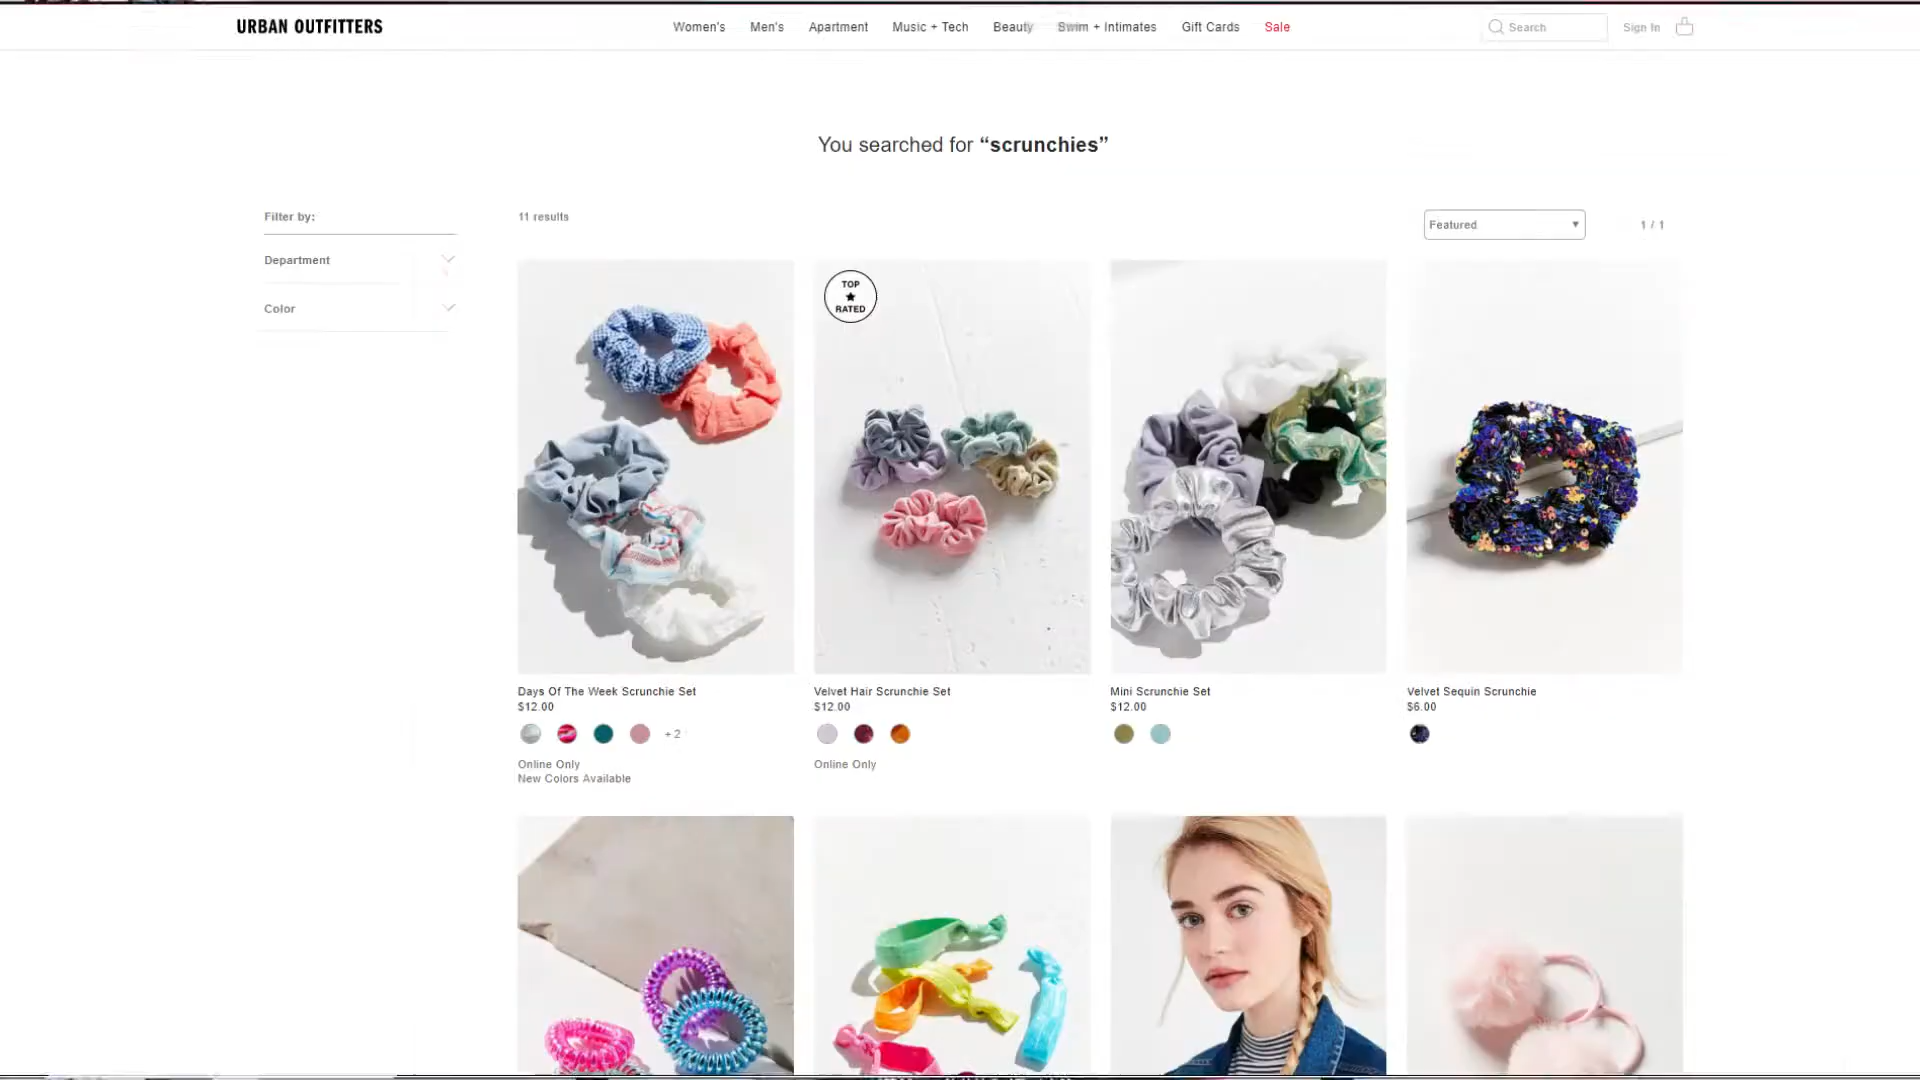 URBAN OUTFITTERS
Women's Men's Apartment Music + Tech Beauty Swim + Intimates Gift Cards Sale
Search
Sign In
You searched for “scrunchies”
Filter by:
Department
Color
11 results
Featured
1 / 1
TOP
RATED
Days Of The Week Scrunchie Set
$12.00
+ 2
Online Only
New Colors Available
Velvet Hair Scrunchie Set
$12.00
Online Only
Mini Scrunchie Set
$12.00
Velvet Sequin Scrunchie
$6.00